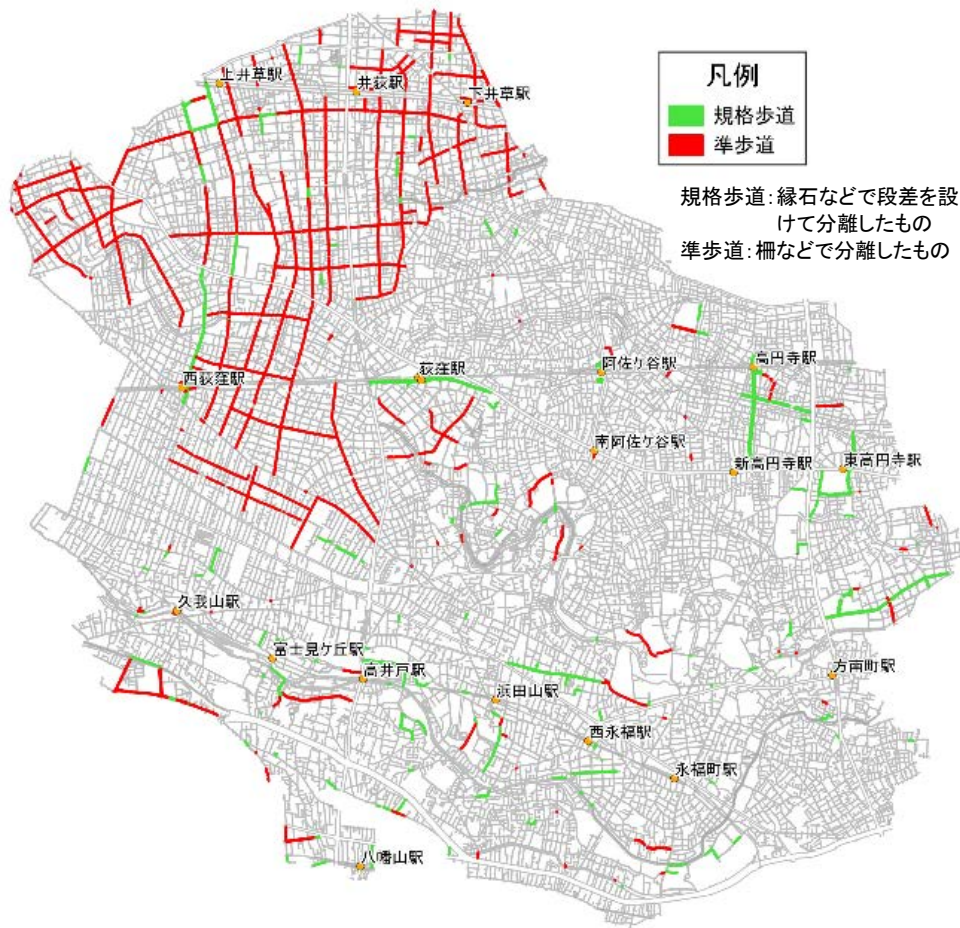 凡例
規格歩道
準歩道
規格歩道：縁石などで段差を設
けて分離したもの
準歩道：柵などで分離したもの
上井草駅
井荻駅
下井草駅
西荻窪駅
荻窪駅
阿佐ケ谷駅
高円寺駅
南阿佐ケ谷駅
新高円寺駅
東高円寺駅
久我山駅
富士見ケ丘駅
高井戸駅
浜田山駅
西永福駅
永福町駅
方南町駅
八幡山駅